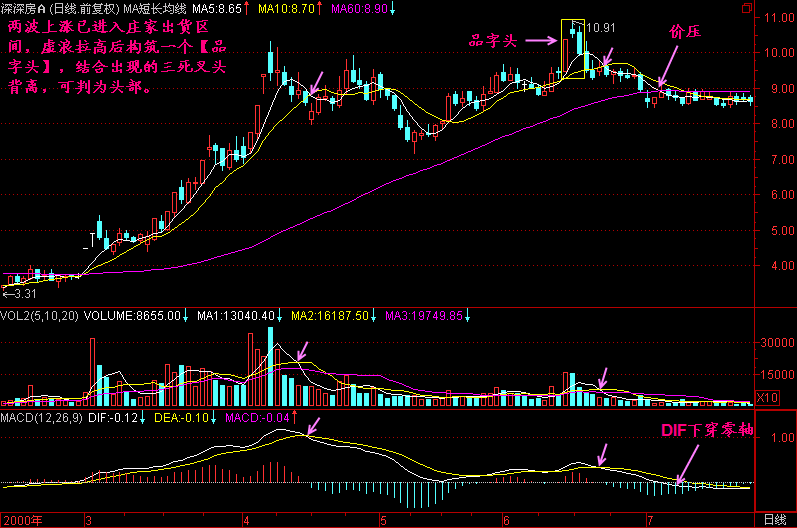 深深房A (日线.前复权) MA短长均线 MA5:8.65↑ MA10:8.70↑ MA60:8.90↓
两波上涨已进入庄家出货区
间，虚浪拉高后构筑一个【品
字头】，结合出现的三死叉头
背高，可判为头部。
品字头
10.91
价压
11.00
10.00
9.00
8.00
7.00
6.00
5.00
4.00
←3.31
VOL2(5,10,20) VOLUME:8655.00↓ MA1:13040.40↓ MA2:16187.50↓ MA3:19749.85↓
30000
15000
X10
MACD(12,26,9) DIF:-0.12↓ DEA:-0.10↓ MACD:-0.04↑
DIF下穿零轴
1.00
2000年 3 4 5 6 7 日线